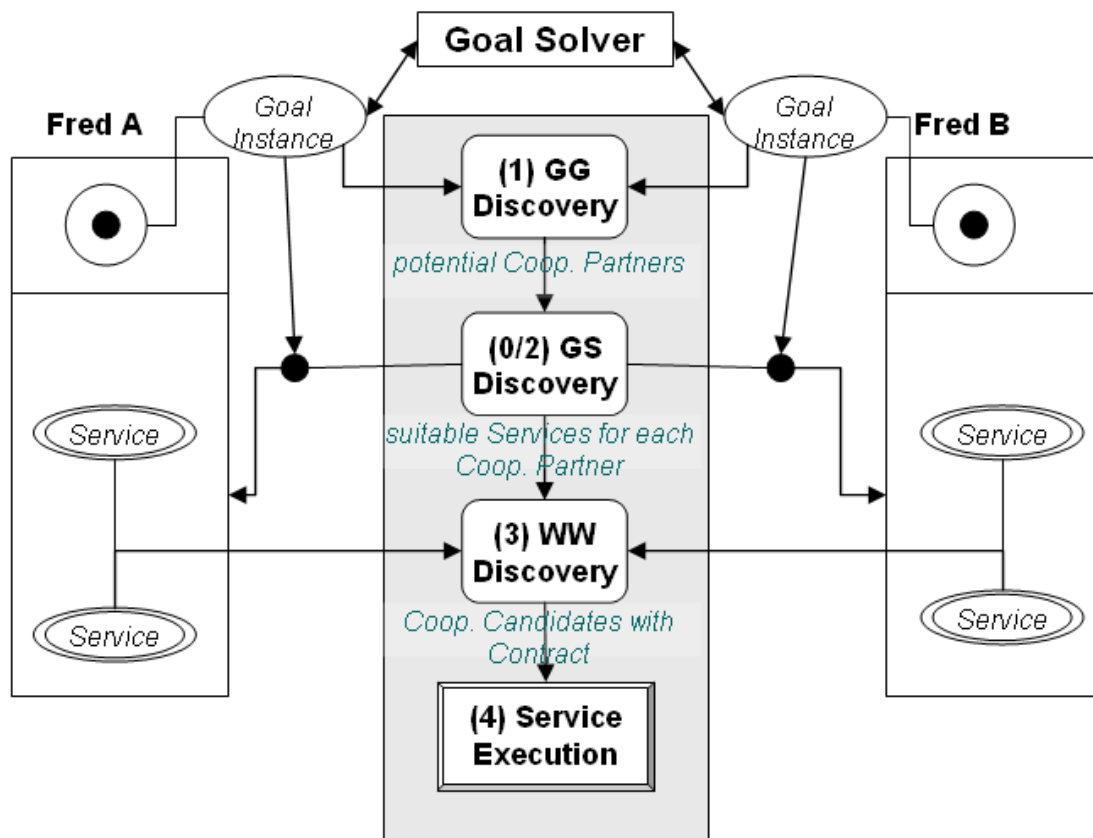 Goal Solver
Fred A
Goal
Instance
Goal
Instance
Fred B
(1) GG
Discovery
potential Coop. Partners
(0/2) GS
Discovery
Service
suitable Services for each
Coop. Partner
Service
(3) WW
Discovery
Service
Coop. Candidates with
Contract
Service
(4) Service
Execution